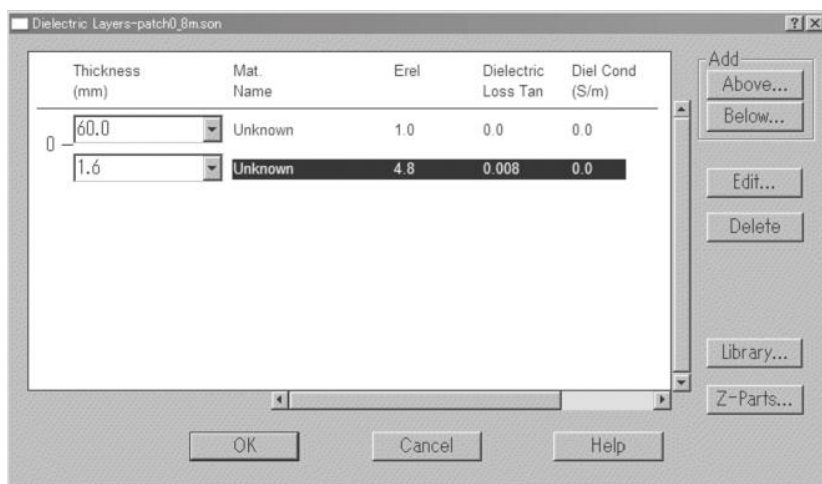 Dielectric Layers-patch0_8m.son
Thickness (mm) Mat. Name Erel Dielectric Loss Tan Diel Cond (S/m)
0 60.0 Unknown 1.0 0.0 0.0
1.6 Unknown 4.8 0.008 0.0
Add
Above...
Below...
Edit...
Delete
Library...
Z-Parts...
OK Cancel Help